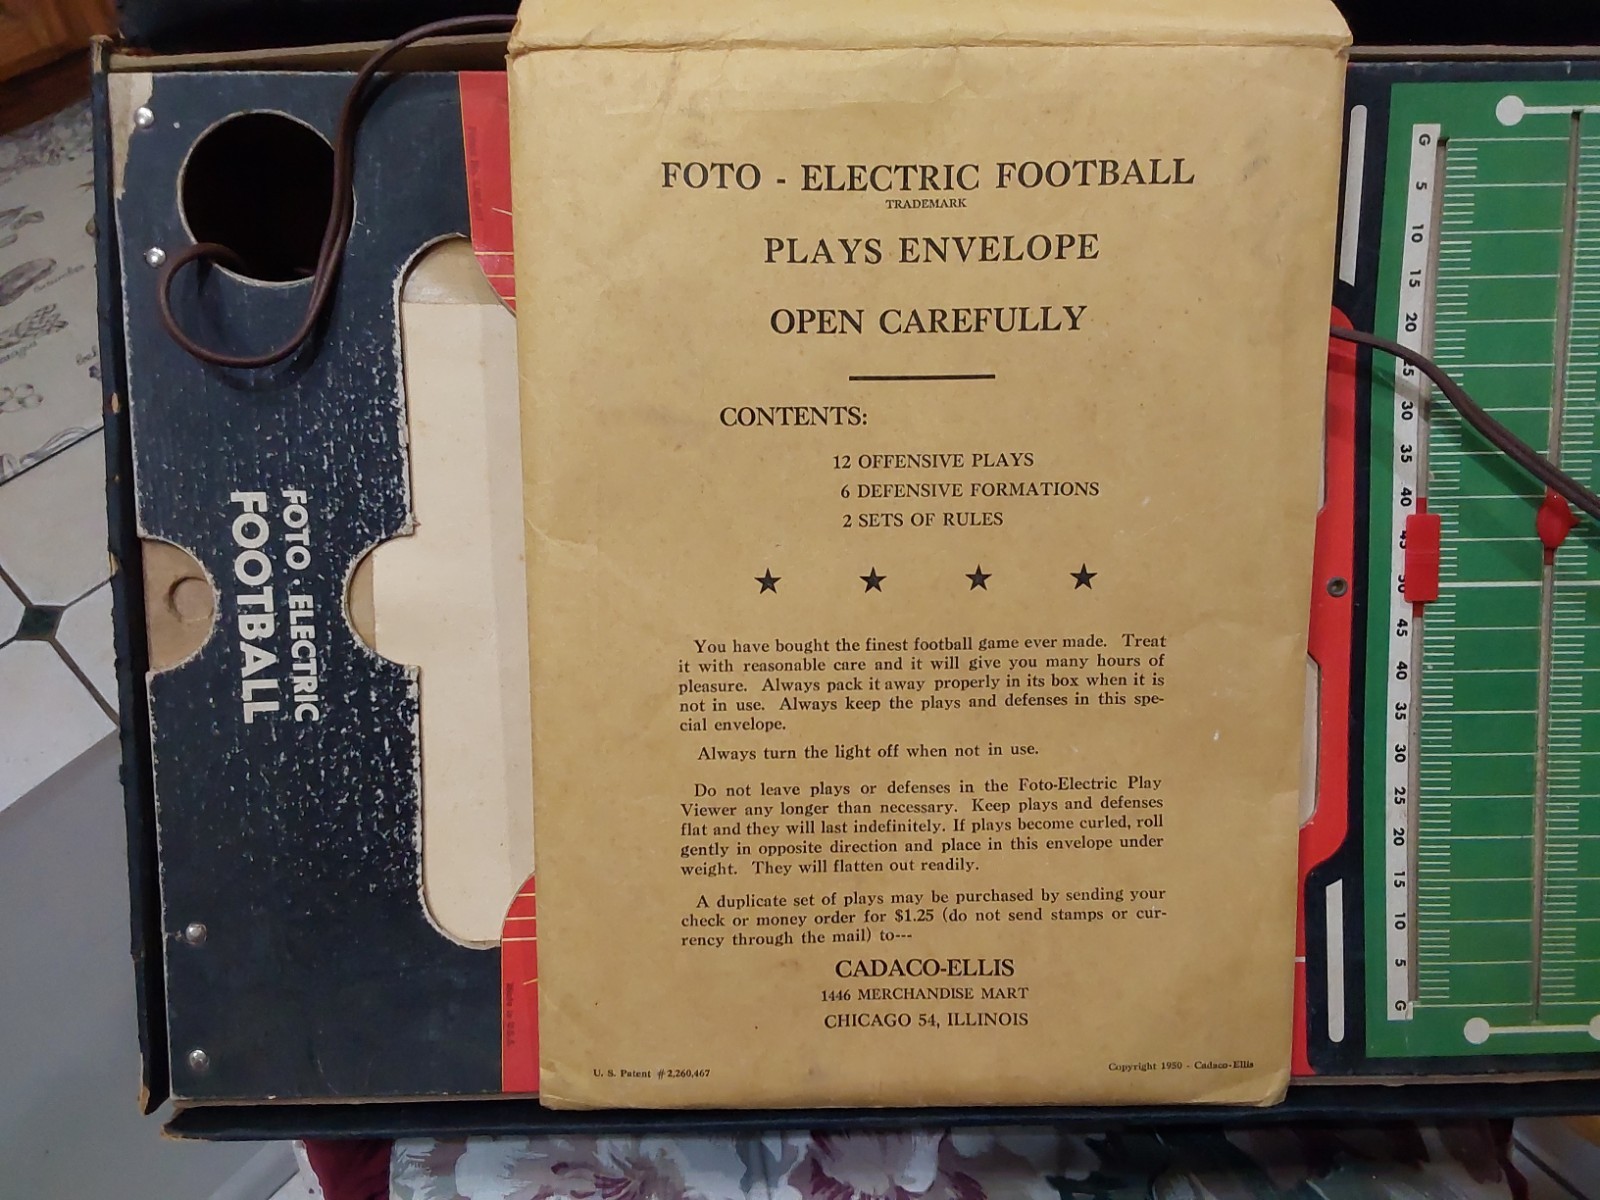 FOTO - ELECTRIC FOOTBALL
TRADEMARK
PLAYS ENVELOPE
OPEN CAREFULLY
CONTENTS:
12 OFFENSIVE PLAYS
6 DEFENSIVE FORMATIONS
2 SETS OF RULES
You have bought the finest football game ever made. Treat
it with reasonable care and it will give you many hours of
pleasure. Always pack it away properly in its box when it is
not in use. Always keep the plays and defenses in this spe-
cial envelope.
Always turn the light off when not in use.
Do not leave plays or defenses in the Foto-Electric Play
Viewer any longer than necessary. Keep plays and defenses
flat and they will last indefinitely. If plays become curled, roll
gently in opposite direction and place in this envelope under
weight. They will flatten out readily.
A duplicate set of plays may be purchased by sending your
check or money order for $1.25 (do not send stamps or cur-
rency through the mail) to---
CADACO-ELLIS
1446 MERCHANDISE MART
CHICAGO 54, ILLINOIS
U. S. Patent #2,260,467
Copyright 1950 - Cadaco-Ellis
FOTO - ELECTRIC
FOOTBALL
Made in U.S.A.
G
5
10
15
20
25
30
35
40
45
50
45
40
35
30
25
20
15
10
5
G